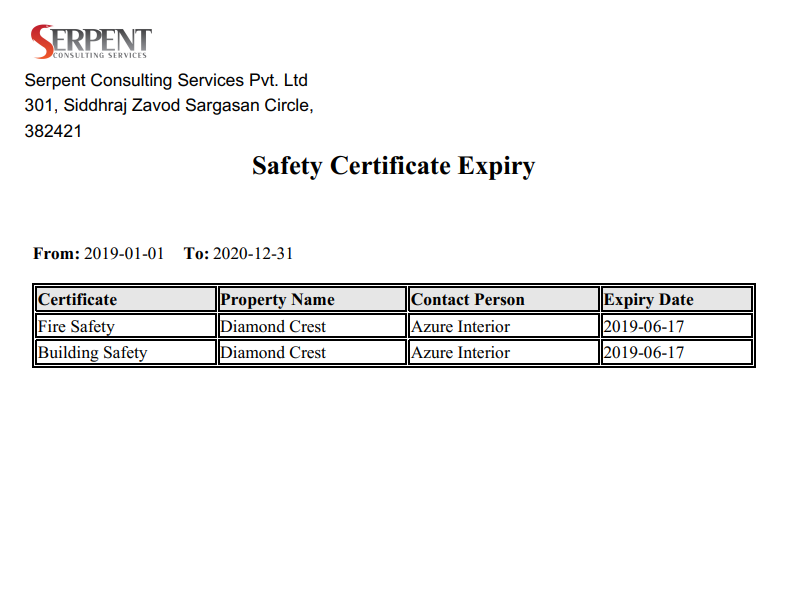 SERPENT
CONSULTING SERVICES
Serpent Consulting Services Pvt. Ltd
301, Siddhraj Zavod Sargasan Circle,
382421
Safety Certificate Expiry
From: 2019-01-01 To: 2020-12-31
Certificate Property Name Contact Person Expiry Date
Fire Safety Diamond Crest Azure Interior 2019-06-17
Building Safety Diamond Crest Azure Interior 2019-06-17